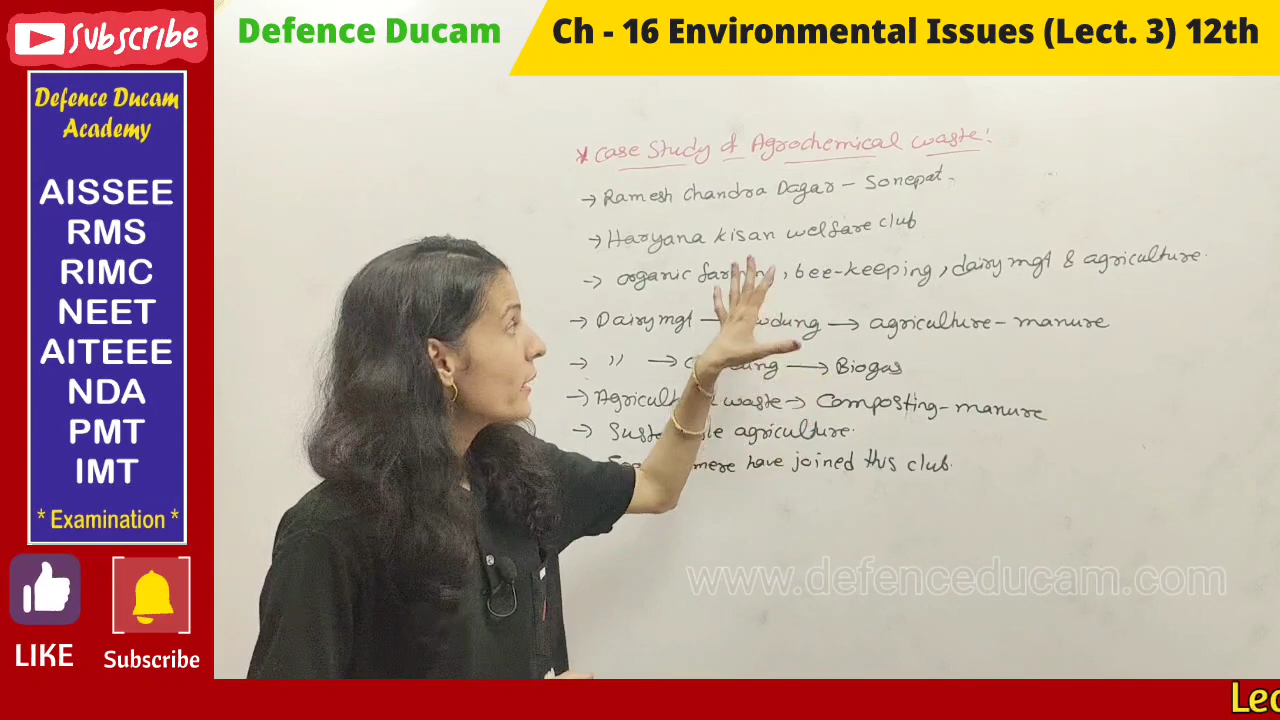 Subscribe
Defence Ducam
Academy
AISSEE
RMS
RIMC
NEET
AITEEE
NDA
PMT
IMT
* Examination *
LIKE
Subscribe
Defence Ducam
Ch - 16 Environmental Issues (Lect. 3) 12th
* Case Study of Agrochemical waste:
→ Ramesh Chandra Dagar - Sonepat.
→ Haryana kisan welfare club
→ organic , bee-keeping, dairy mgt & agriculture.
→ Dairy mgt → → agriculture - manure
→ " → → Biogas
→ waste → Composting - manure
→ agriculture.
→ have joined this club.
www.defenceducam.com
Lec